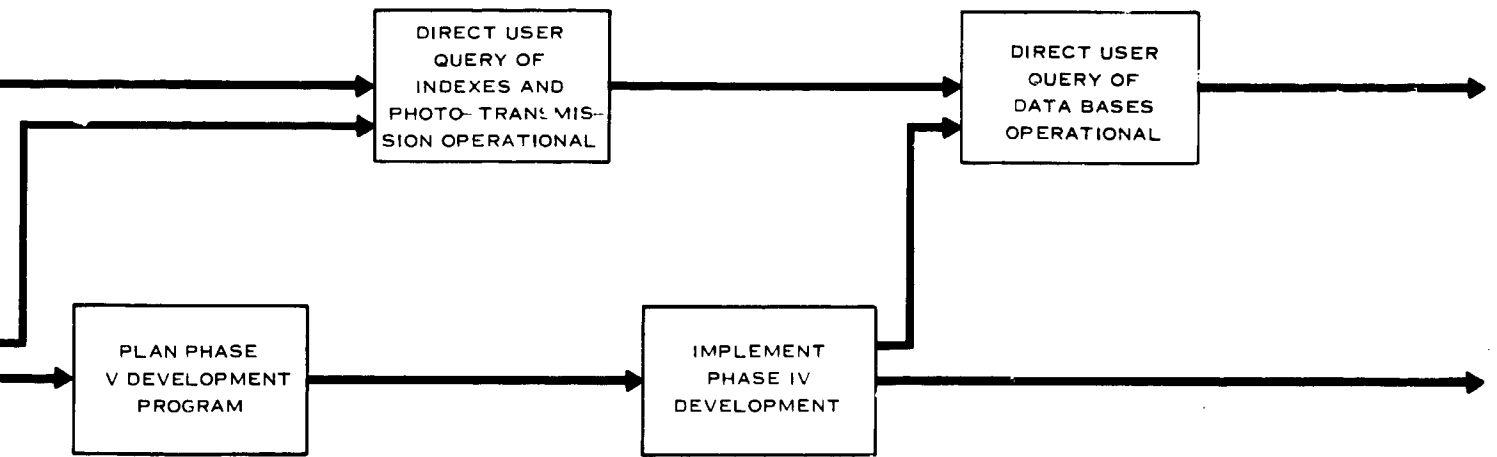 DIRECT USER
QUERY OF
INDEXES AND
PHOTO-TRANSMIS-
SION OPERATIONAL
DIRECT USER
QUERY OF
DATA BASES
OPERATIONAL
PLAN PHASE
V DEVELOPMENT
PROGRAM
IMPLEMENT
PHASE IV
DEVELOPMENT